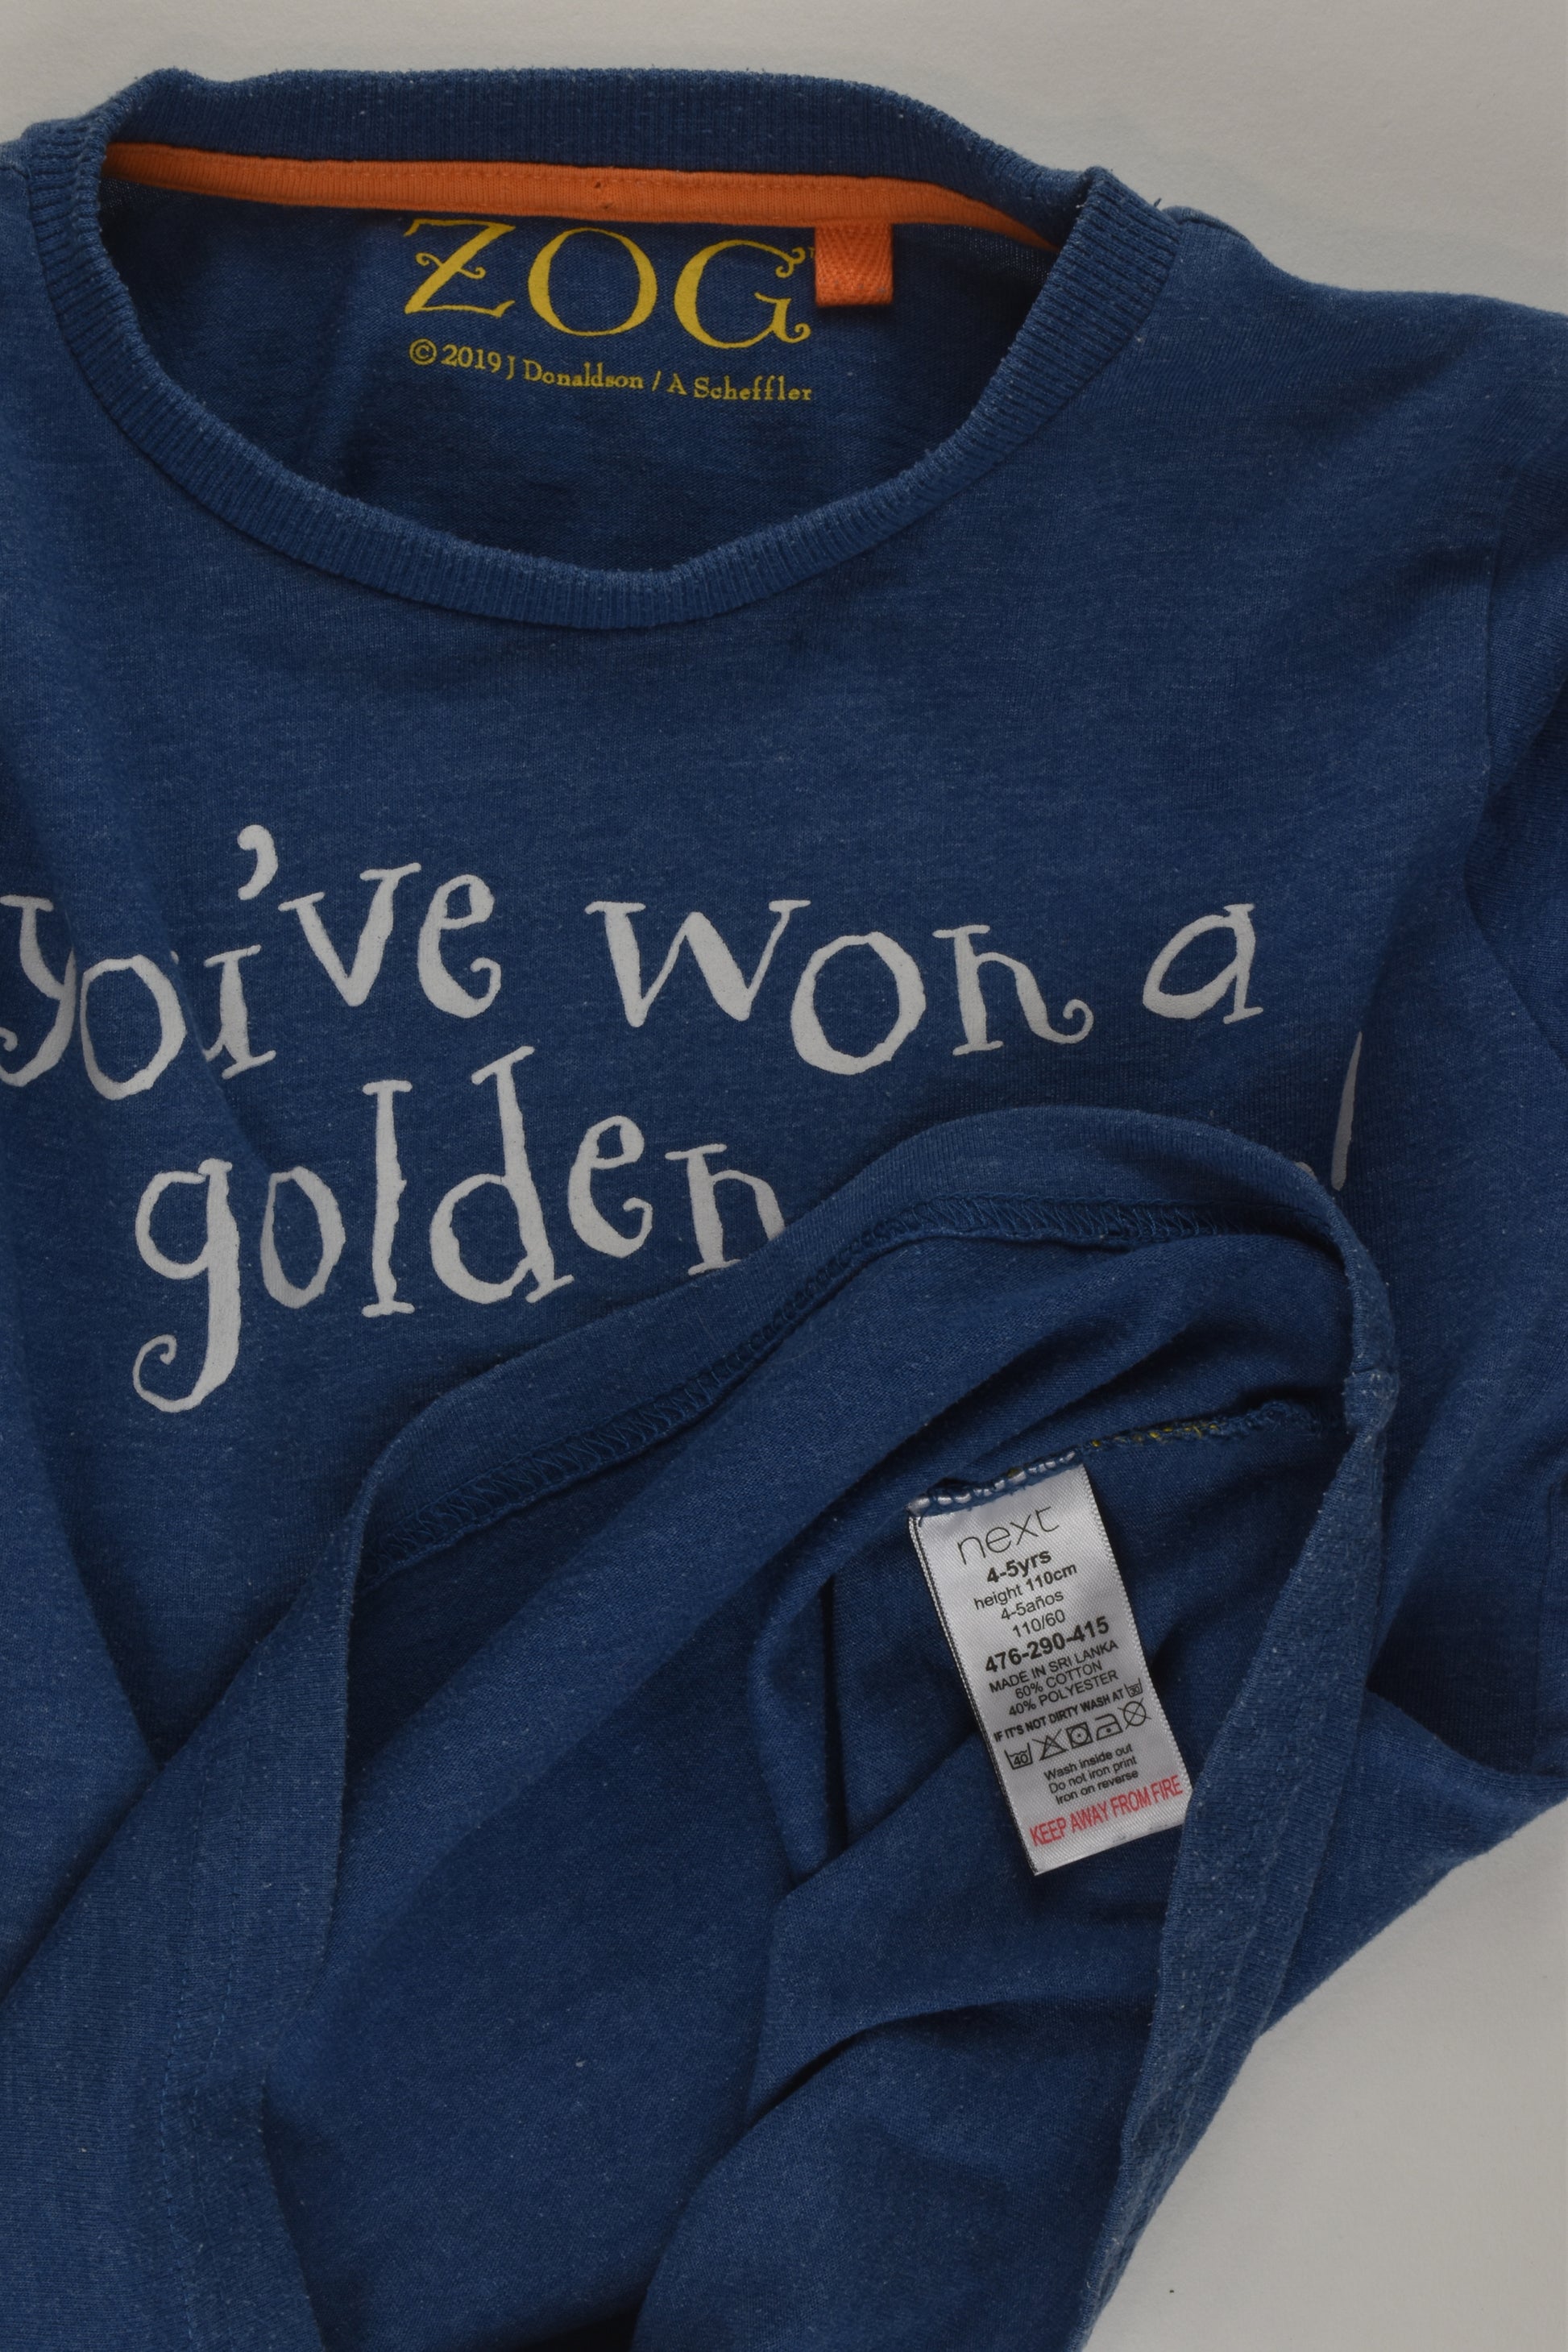 ZOG
© 2019 J Donaldson / A Scheffler
you've won a
golden
next
4-5yrs
height 110cm
4-5años
110/60
476-290-415
MADE IN SRI LANKA
60% COTTON
40% POLYESTER
IF IT'S NOT DIRTY WASH AT 30
40
Wash inside out
Do not iron print
Iron on reverse
KEEP AWAY FROM FIRE